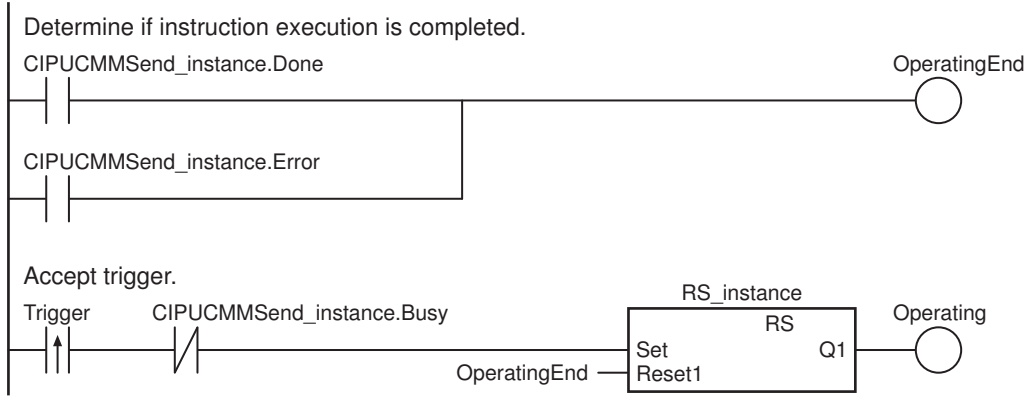 Determine if instruction execution is completed.
CIPUCMMSend_instance.Done OperatingEnd
CIPUCMMSend_instance.Error
Accept trigger.
RS_instance
Trigger CIPUCMMSend_instance.Busy RS Operating
Set Q1
OperatingEnd Reset1